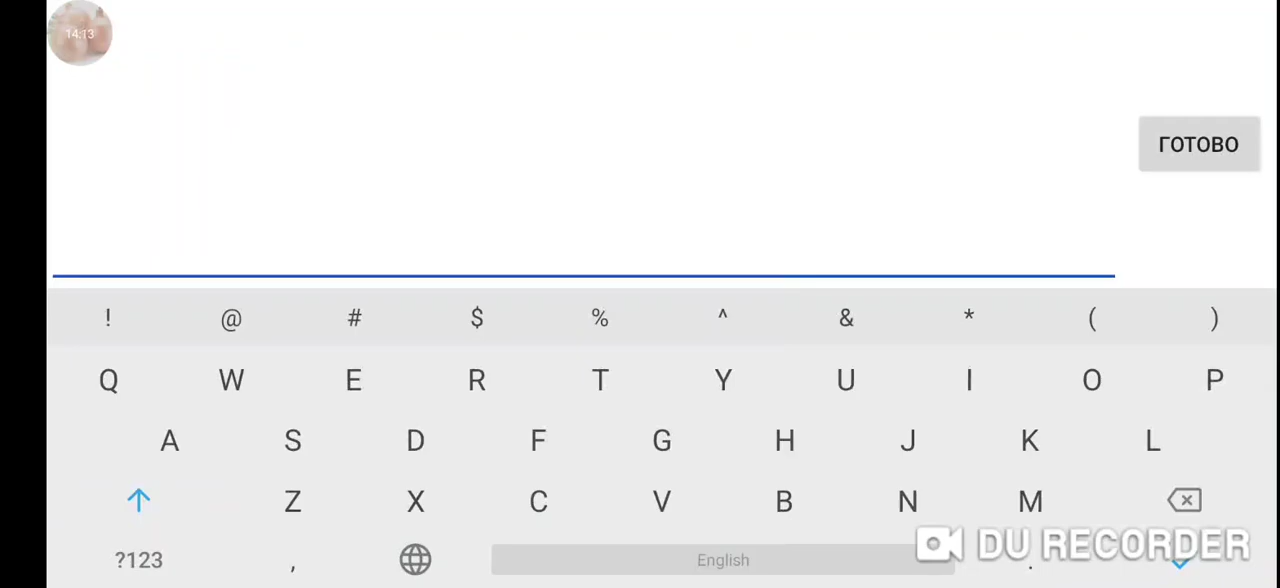 14:13
ГОТОВО
! @ # $ % ^ & * ( )
Q W E R T Y U I O P
A S D F G H J K L
Z X C V B N M
DU RECORDER
?123 , English .